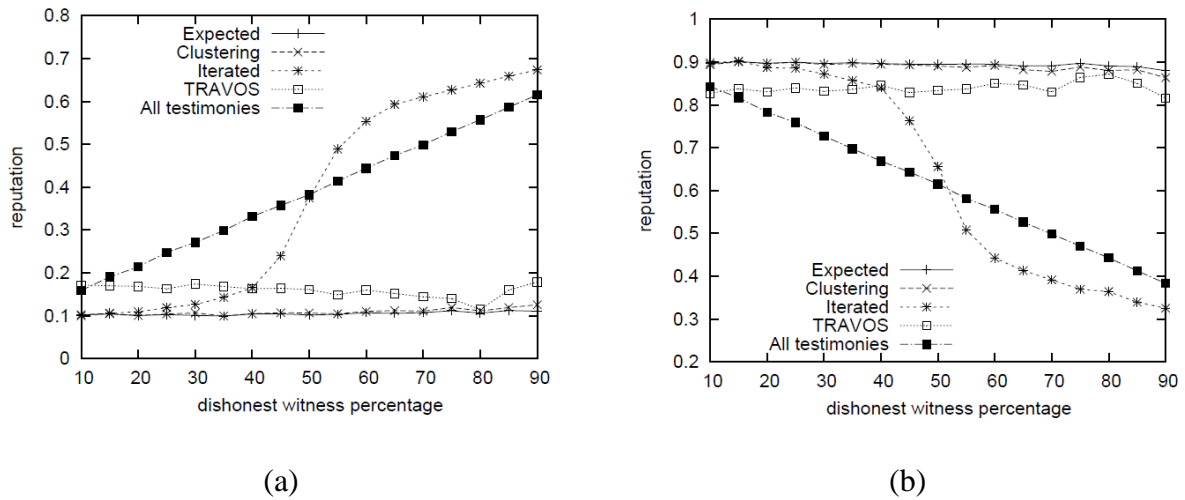 0.8
0.7
0.6
0.5
0.4
0.3
0.2
0.1
0
reputation
Expected
Clustering
Iterated
TRAVOS
All testimonies
10 20 30 40 50 60 70 80 90
dishonest witness percentage
(a)
1
0.9
0.8
0.7
0.6
0.5
0.4
0.3
0.2
reputation
Expected
Clustering
Iterated
TRAVOS
All testimonies
10 20 30 40 50 60 70 80 90
dishonest witness percentage
(b)